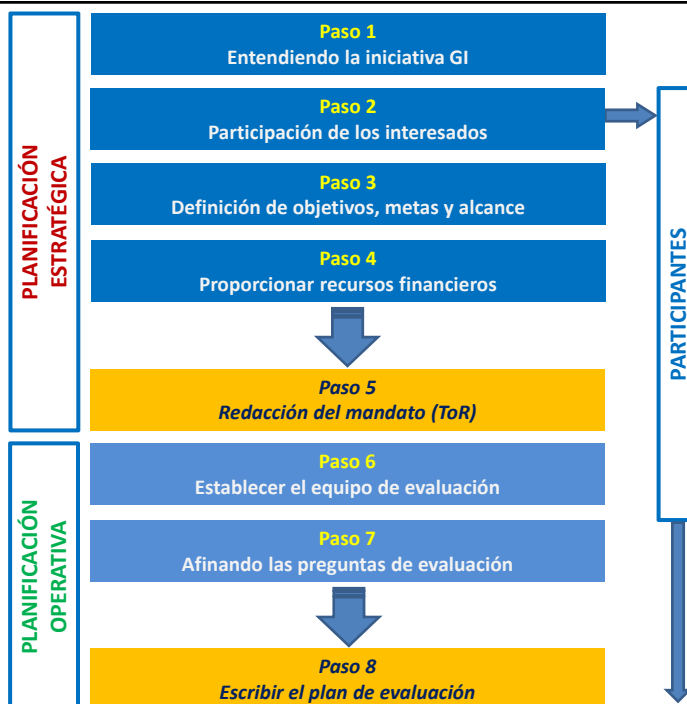 PLANIFICACIÓN
ESTRATÉGICA
Paso 1
Entendiendo la iniciativa GI
Paso 2
Participación de los interesados
Paso 3
Definición de objetivos, metas y alcance
Paso 4
Proporcionar recursos financieros
Paso 5
Redacción del mandato (ToR)
PARTICIPANTES
PLANIFICACIÓN
OPERATIVA
Paso 6
Establecer el equipo de evaluación
Paso 7
Afinando las preguntas de evaluación
Paso 8
Escribir el plan de evaluación